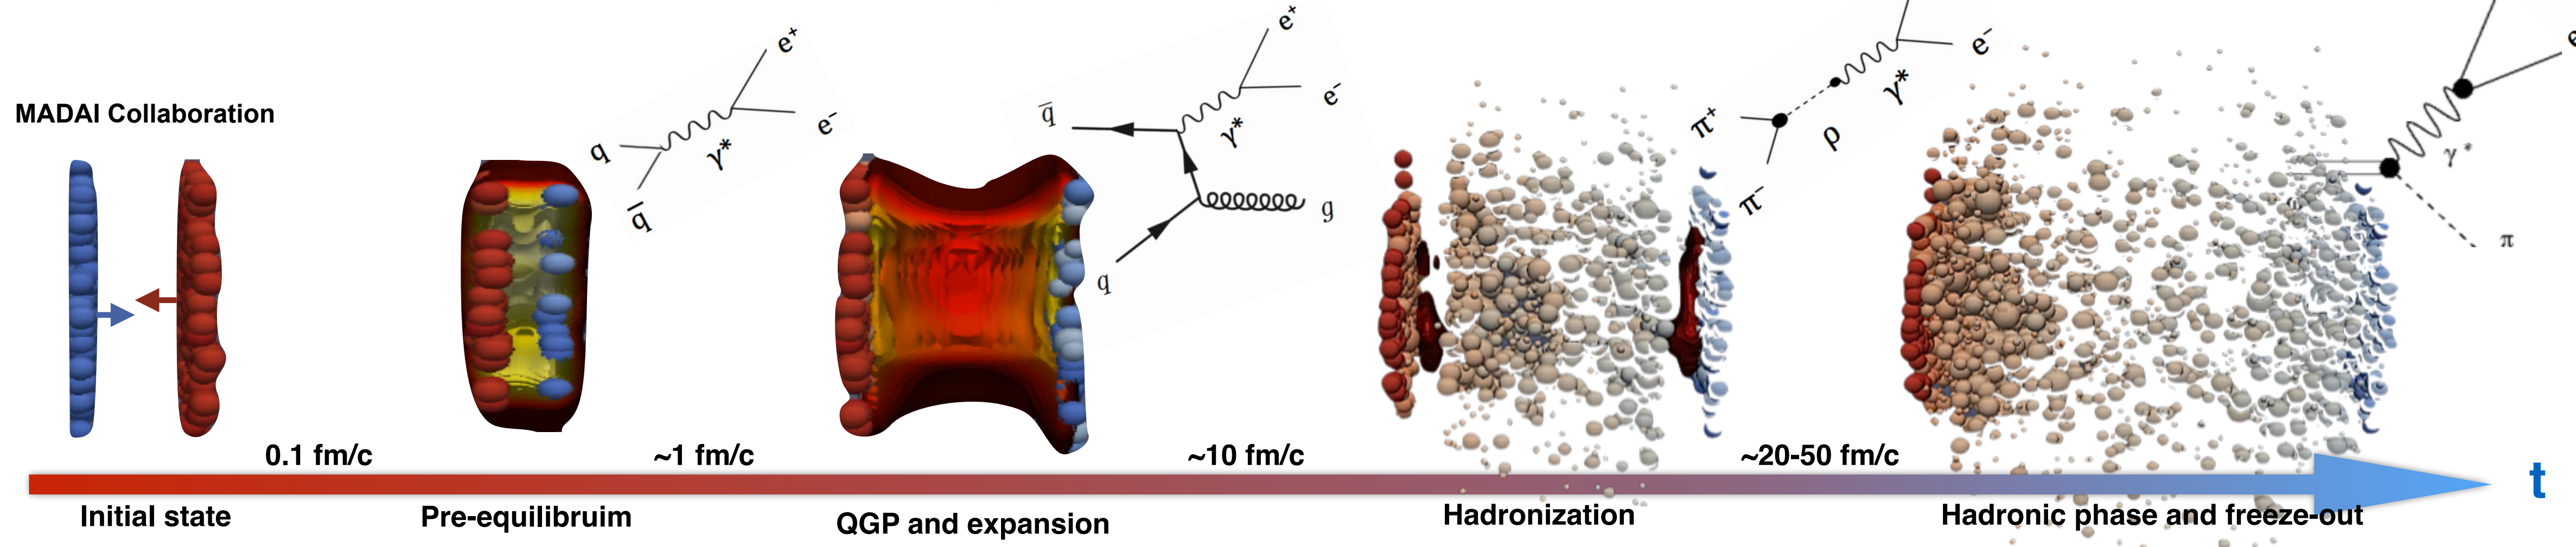 MADAI Collaboration
q
q̅
γ*
e⁺
e⁻
q̅
q
γ*
e⁺
e⁻
g
π⁺
π⁻
ρ
γ*
e⁻
ω
γ *
π
e
0.1 fm/c
~1 fm/c
~10 fm/c
~20-50 fm/c
t
Initial state
Pre-equilibruim
QGP and expansion
Hadronization
Hadronic phase and freeze-out